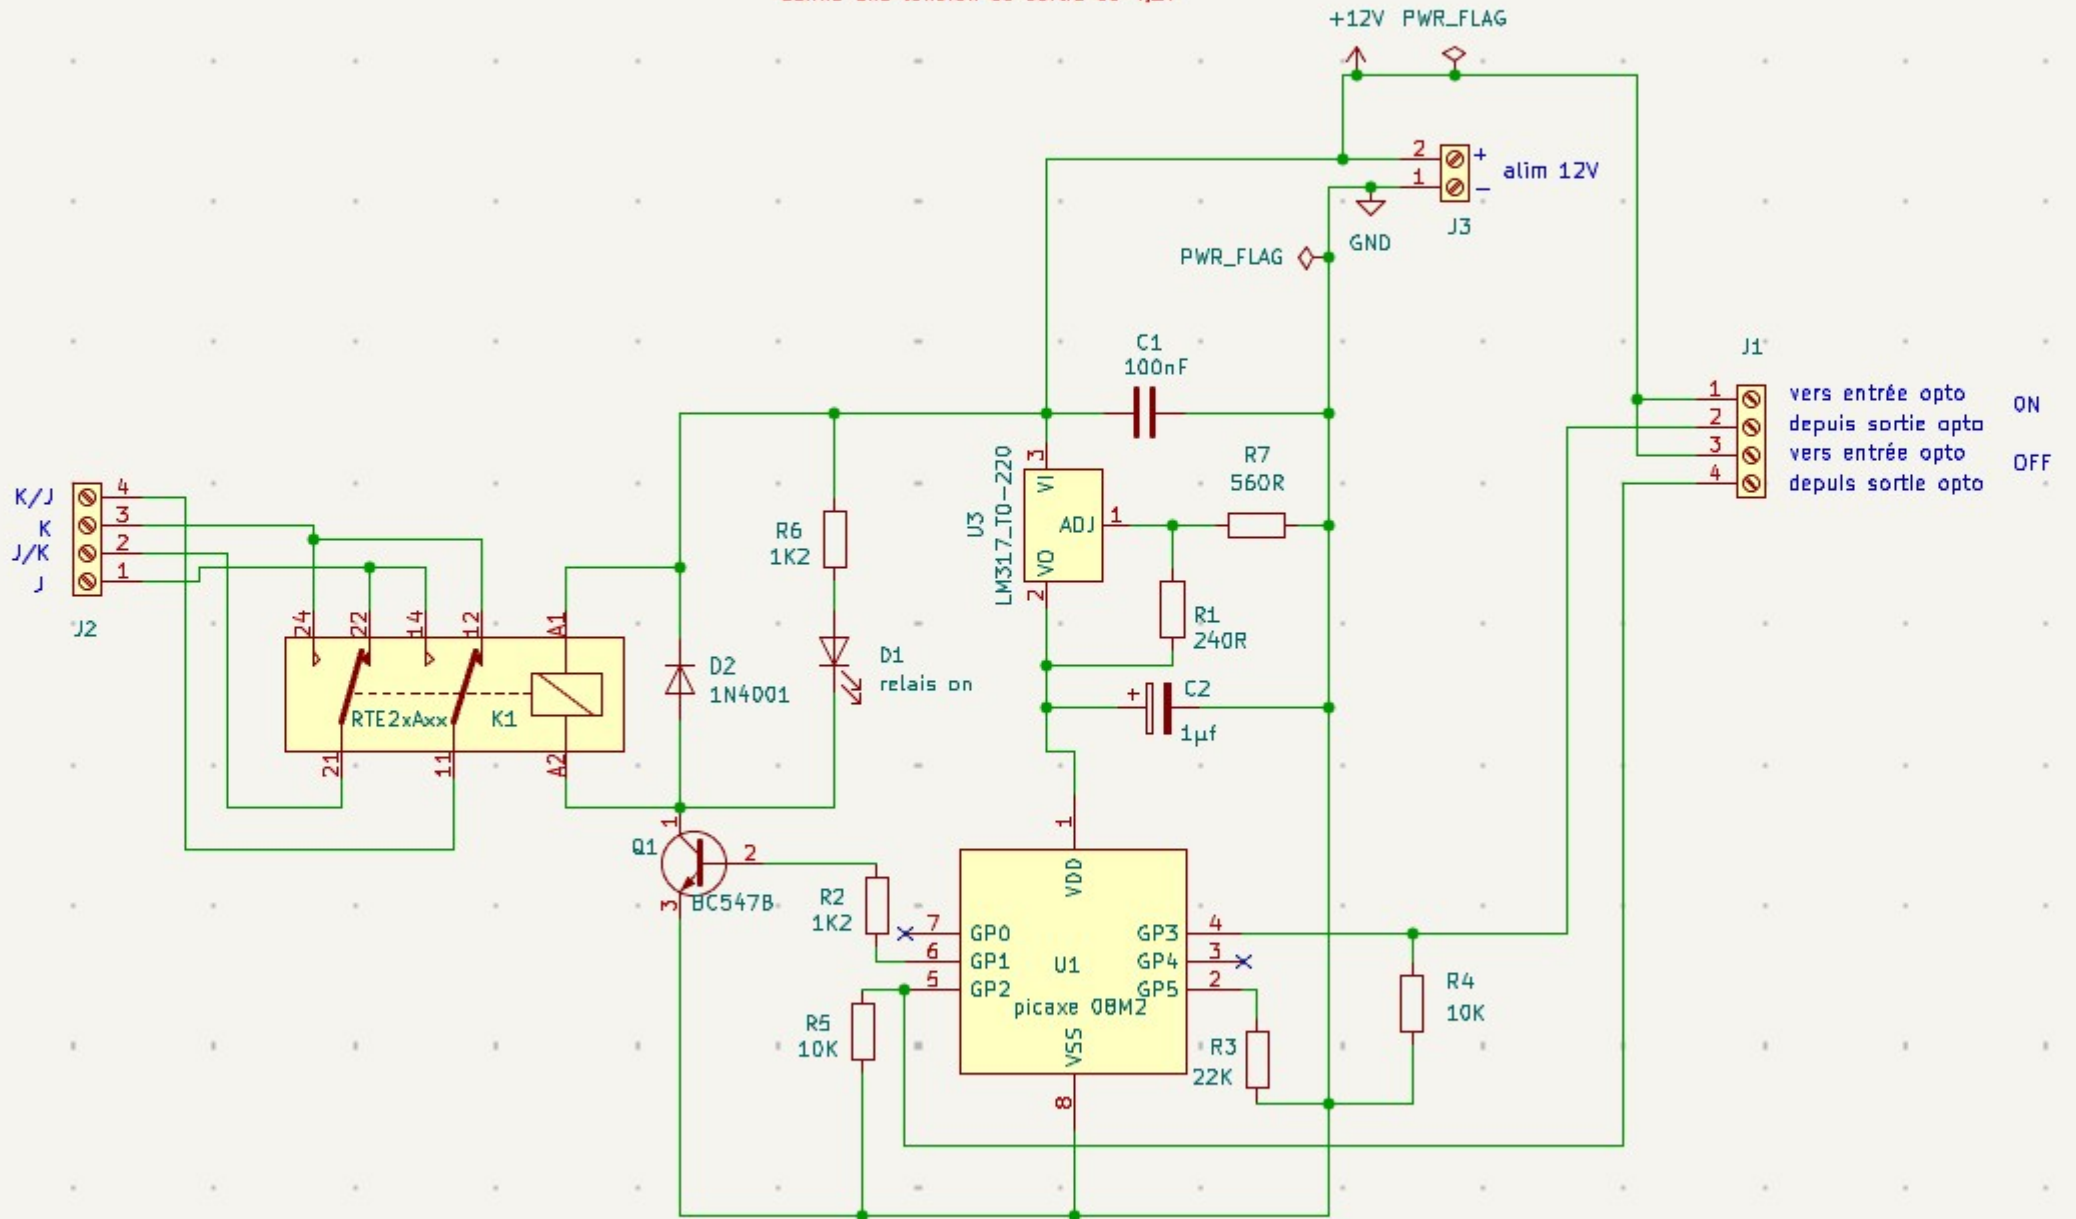 +12V PWR_FLAG
2 +
alim 12V
1 −
J3
GND
PWR_FLAG
C1
100nF
J1
1 vers entrée opto
ON
2 depuis sortie opto
3 vers entrée opto
OFF
4 depuis sortie opto
3
VI
R7
560R
U3
LM317_TO-220
ADJ 1
VO
2
K/J 4
K 3
J/K 2
J 1
J2
R6
1K2
R1
240R
24
22
14
12
A1
D2
1N4001
D1
relais on
+
C2
1µf
RTE2xAxx K1
21
11
A2
1
Q1
2
BC547B
3
1
VDD
R2
1K2
7 GP0
6 GP1
5 GP2
GP3 4
GP4 3
GP5 2
U1
picaxe 08M2
VSS
8
R4
10K
R5
10K
R3
22K